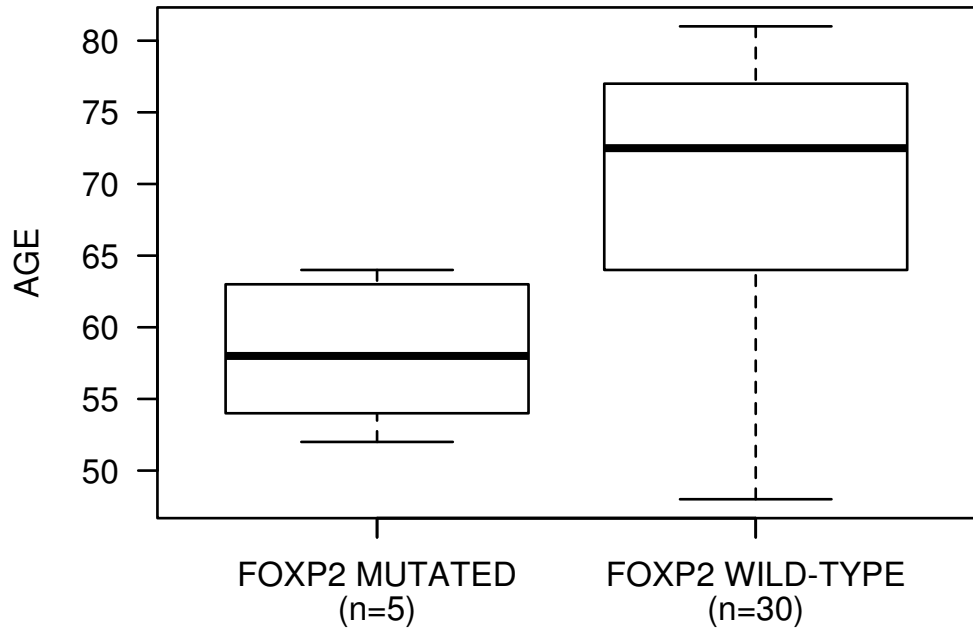 80
75
70
65
60
55
50
AGE
FOXP2 MUTATED
(n=5)
FOXP2 WILD-TYPE
(n=30)